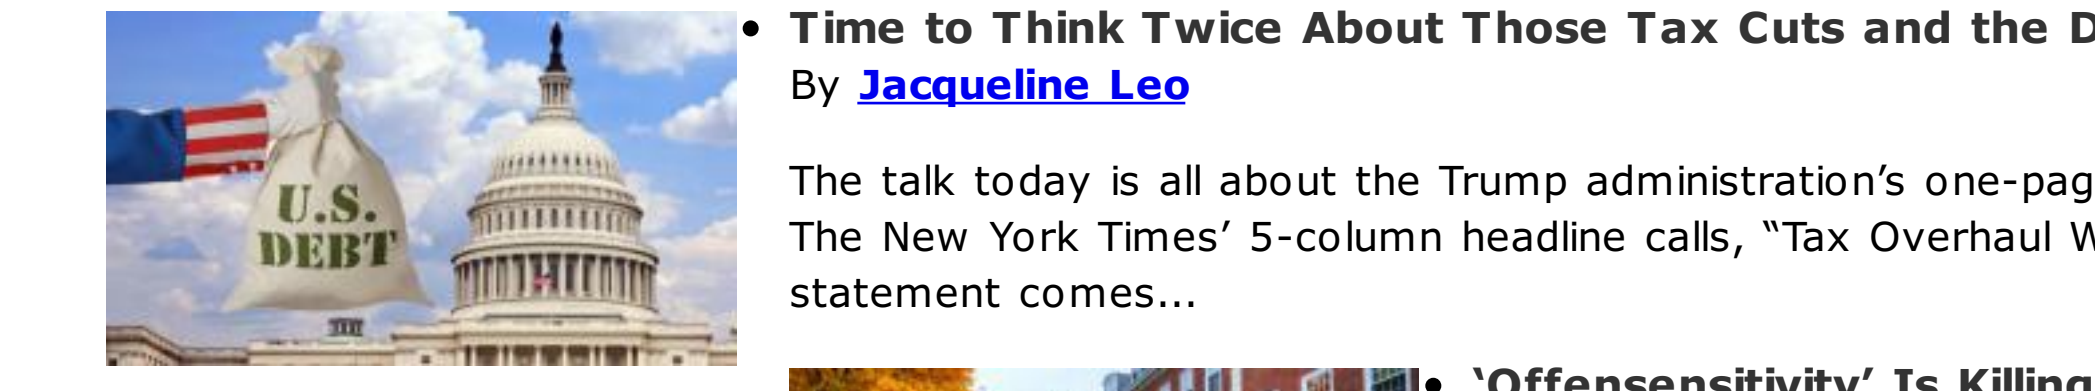 U.S.
DEBT
Time to Think Twice About Those Tax Cuts and the
By Jacqueline Leo
The talk today is all about the Trump administration’s one-pag
The New York Times’ 5-column headline calls, “Tax Overhaul
statement comes...
‘Offensensitivity’ Is Killing